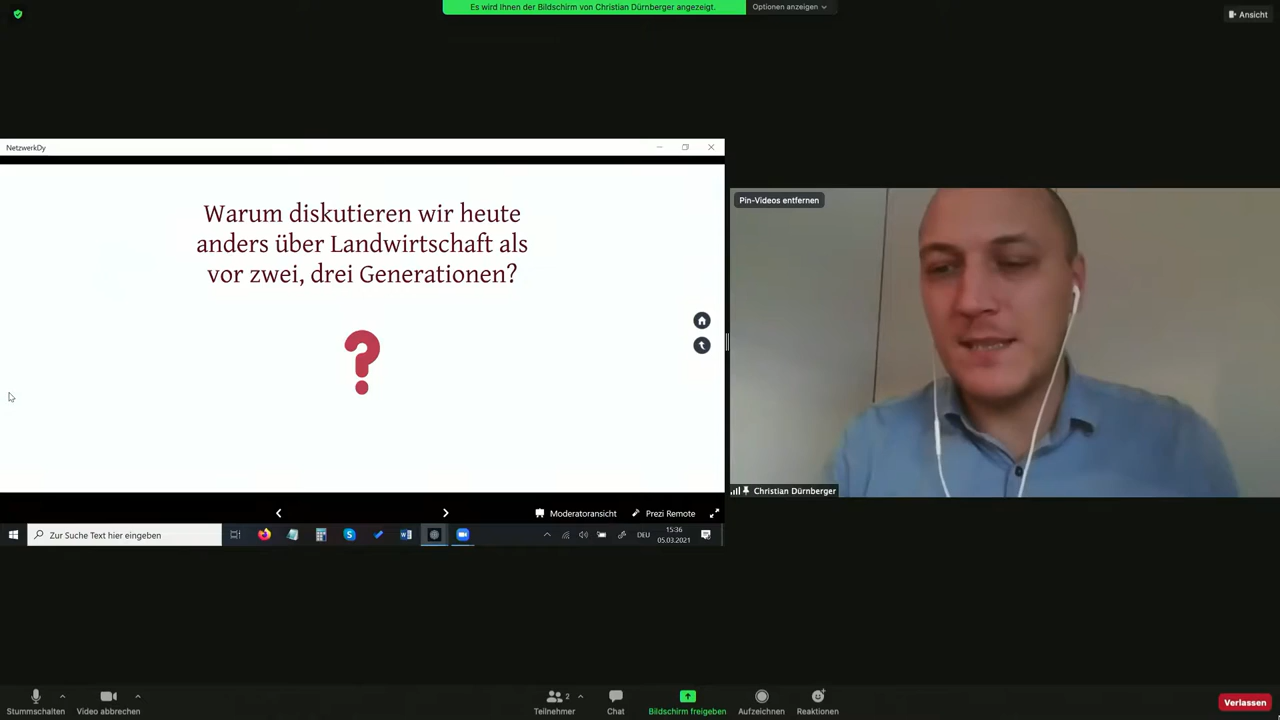 Es wird Ihnen der Bildschirm von Christian Dürnberger angezeigt.
Optionen anzeigen
Ansicht
NetzwerkDy
Warum diskutieren wir heute
anders über Landwirtschaft als
vor zwei, drei Generationen?
?
Pin-Videos entfernen
Christian Dürnberger
Moderatoransicht
Prezi Remote
Zur Suche Text hier eingeben
DEU
15:36
05.03.2021
Stummschalten
Video abbrechen
2
Teilnehmer
Chat
Bildschirm freigeben
Aufzeichnen
Reaktionen
Verlassen